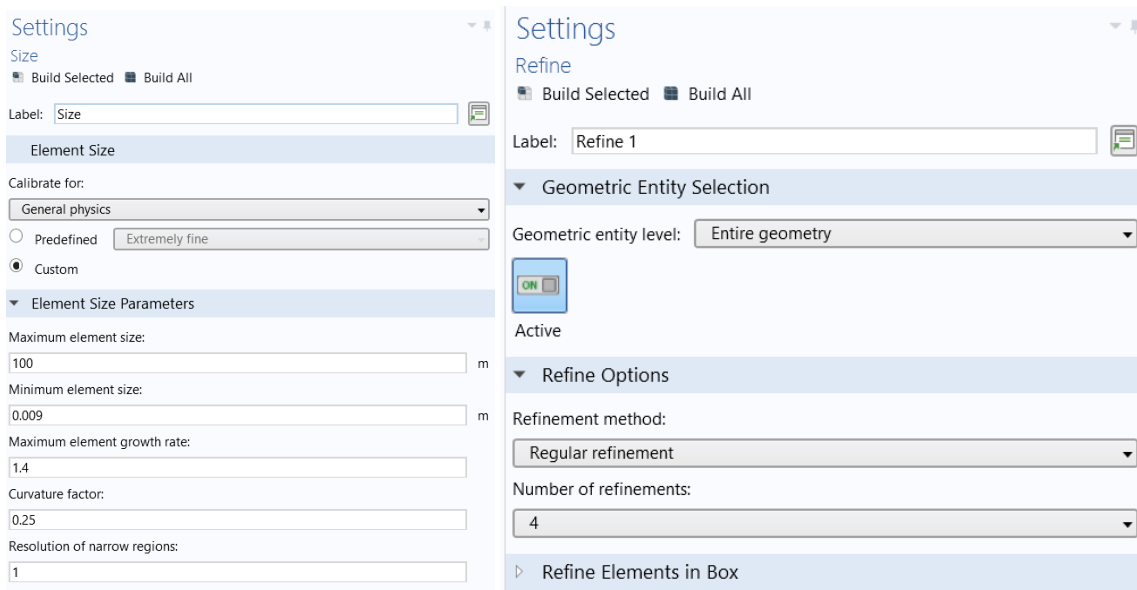 Settings
Size
Build Selected Build All
Label: Size
Element Size
Calibrate for:
General physics
Predefined Extremely fine
Custom
Element Size Parameters
Maximum element size:
100 m
Minimum element size:
0.009 m
Maximum element growth rate:
1.4
Curvature factor:
0.25
Resolution of narrow regions:
1
Settings
Refine
Build Selected Build All
Label: Refine 1
Geometric Entity Selection
Geometric entity level: Entire geometry
ON
Active
Refine Options
Refinement method:
Regular refinement
Number of refinements:
4
Refine Elements in Box